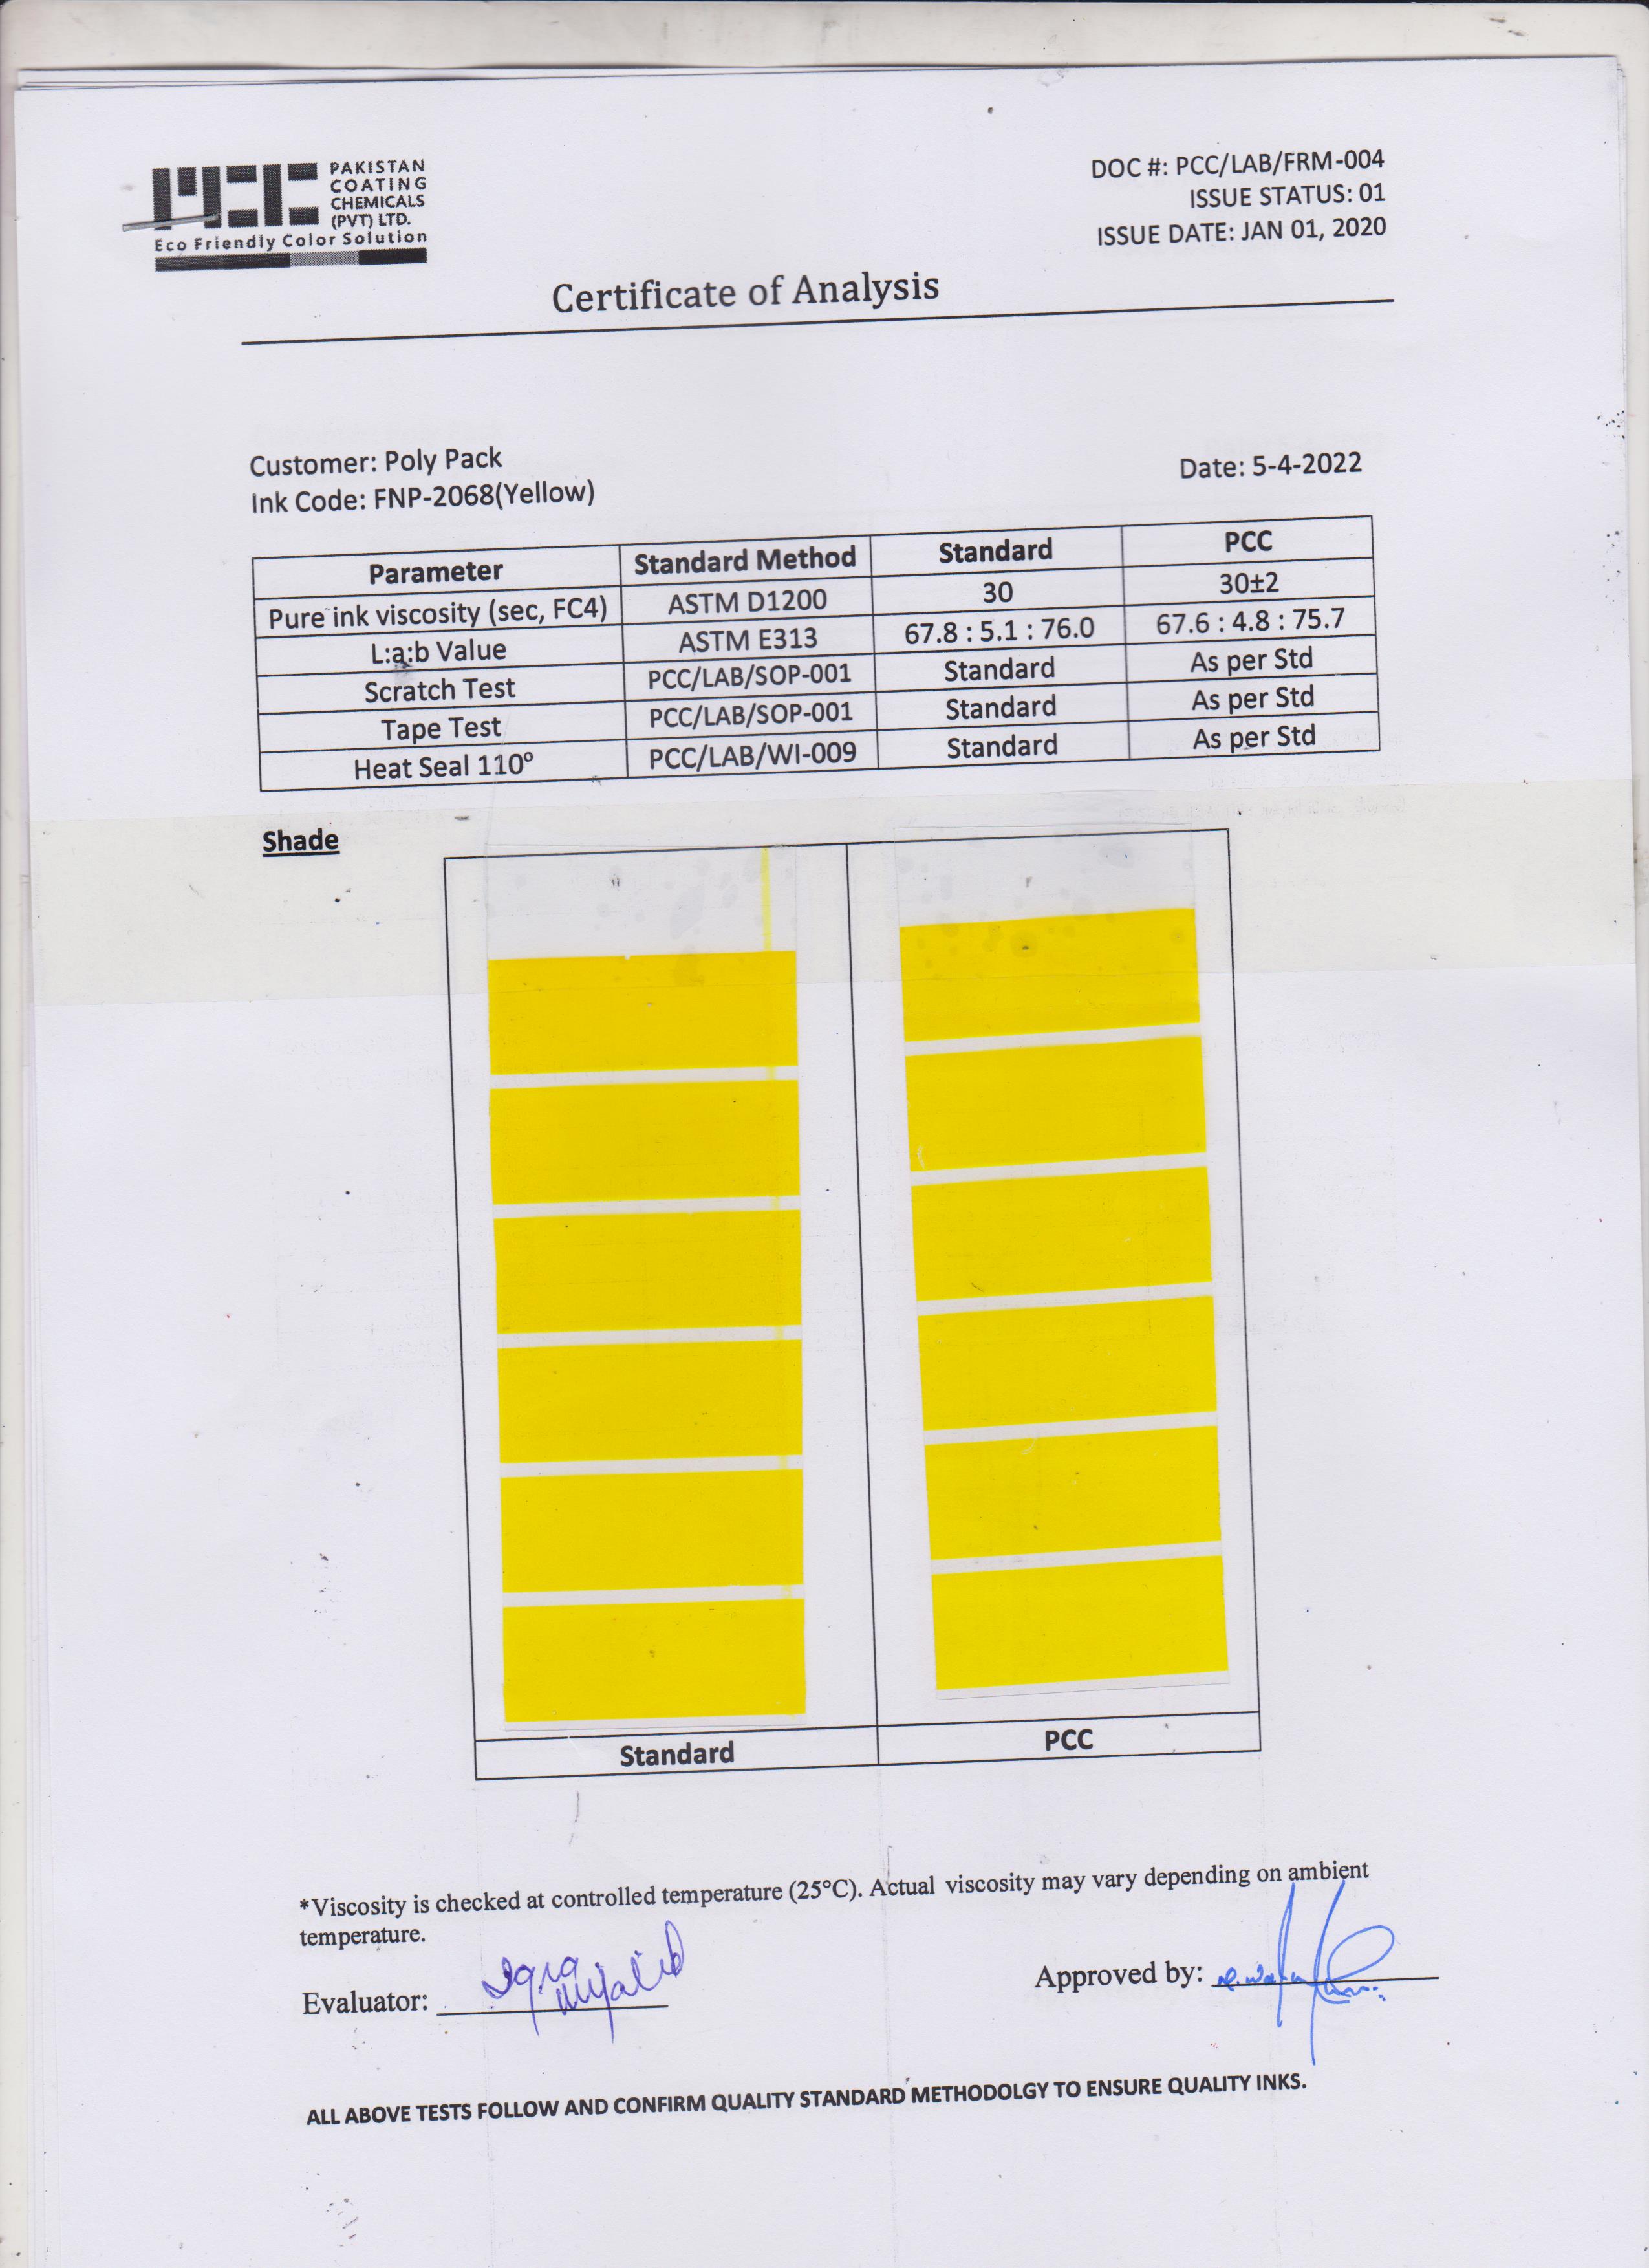 PAKISTAN
COATING
CHEMICALS
(PVT) LTD.
Eco Friendly Color Solution
DOC #: PCC/LAB/FRM-004
ISSUE STATUS: 01
ISSUE DATE: JAN 01, 2020
Certificate of Analysis
Customer: Poly Pack
Date: 5-4-2022
Ink Code: FNP-2068(Yellow)
Parameter Standard Method Standard PCC
Pure ink viscosity (sec, FC4) ASTM D1200 30 30±2
L:a:b Value ASTM E313 67.8 : 5.1 : 76.0 67.6 : 4.8 : 75.7
Scratch Test PCC/LAB/SOP-001 Standard As per Std
Tape Test PCC/LAB/SOP-001 Standard As per Std
Heat Seal 110° PCC/LAB/WI-009 Standard As per Std
Shade
Standard PCC
*Viscosity is checked at controlled temperature (25°C). Actual viscosity may vary depending on ambient
temperature.
Evaluator:
Approved by:
ALL ABOVE TESTS FOLLOW AND CONFIRM QUALITY STANDARD METHODOLGY TO ENSURE QUALITY INKS.